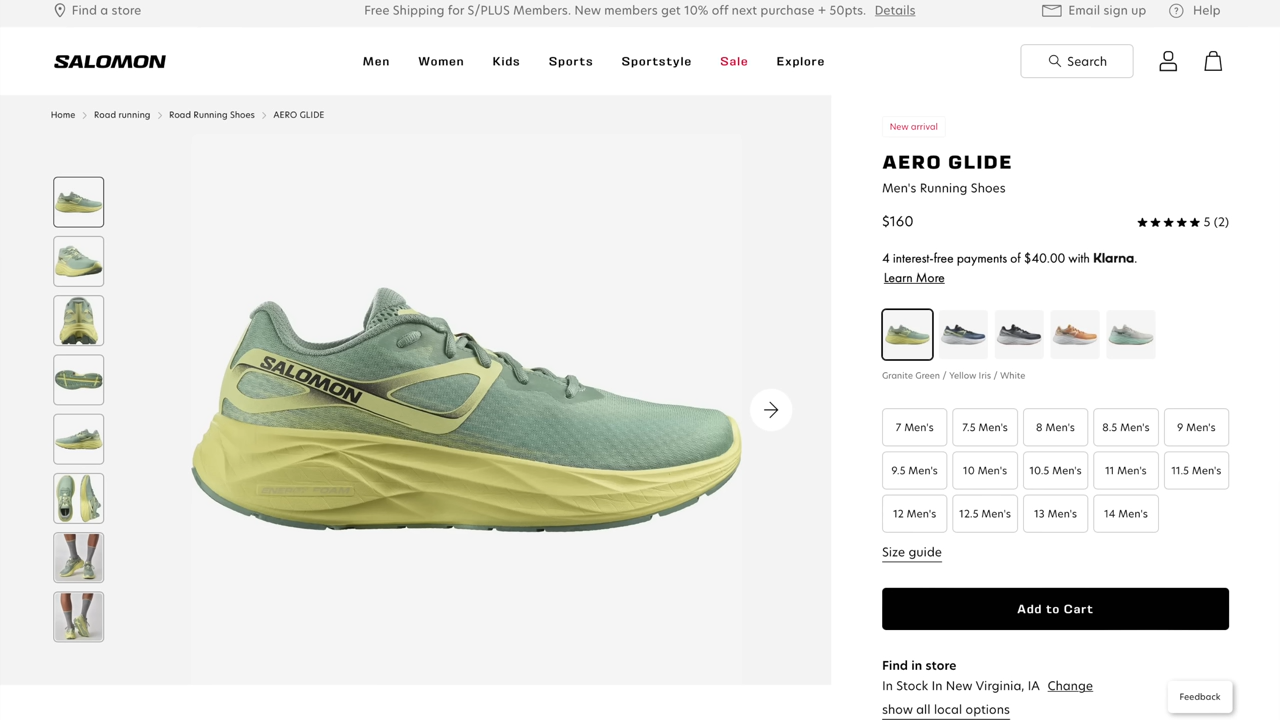 Find a store
Free Shipping for S/PLUS Members. New members get 10% off next purchase + 50pts. Details
Email sign up
? Help
SALOMON
Men Women Kids Sports Sportstyle Sale Explore
Search
Home > Road running > Road Running Shoes > AERO GLIDE
New arrival
AERO GLIDE
Men's Running Shoes
$160
★★★★★ 5 (2)
4 interest-free payments of $40.00 with Klarna.
Learn More
SALOMON
ENERGY FOAM
Granite Green / Yellow Iris / White
7 Men's 7.5 Men's 8 Men's 8.5 Men's 9 Men's
9.5 Men's 10 Men's 10.5 Men's 11 Men's 11.5 Men's
12 Men's 12.5 Men's 13 Men's 14 Men's
Size guide
Add to Cart
Find in store
In Stock In New Virginia, IA Change
show all local options
Feedback